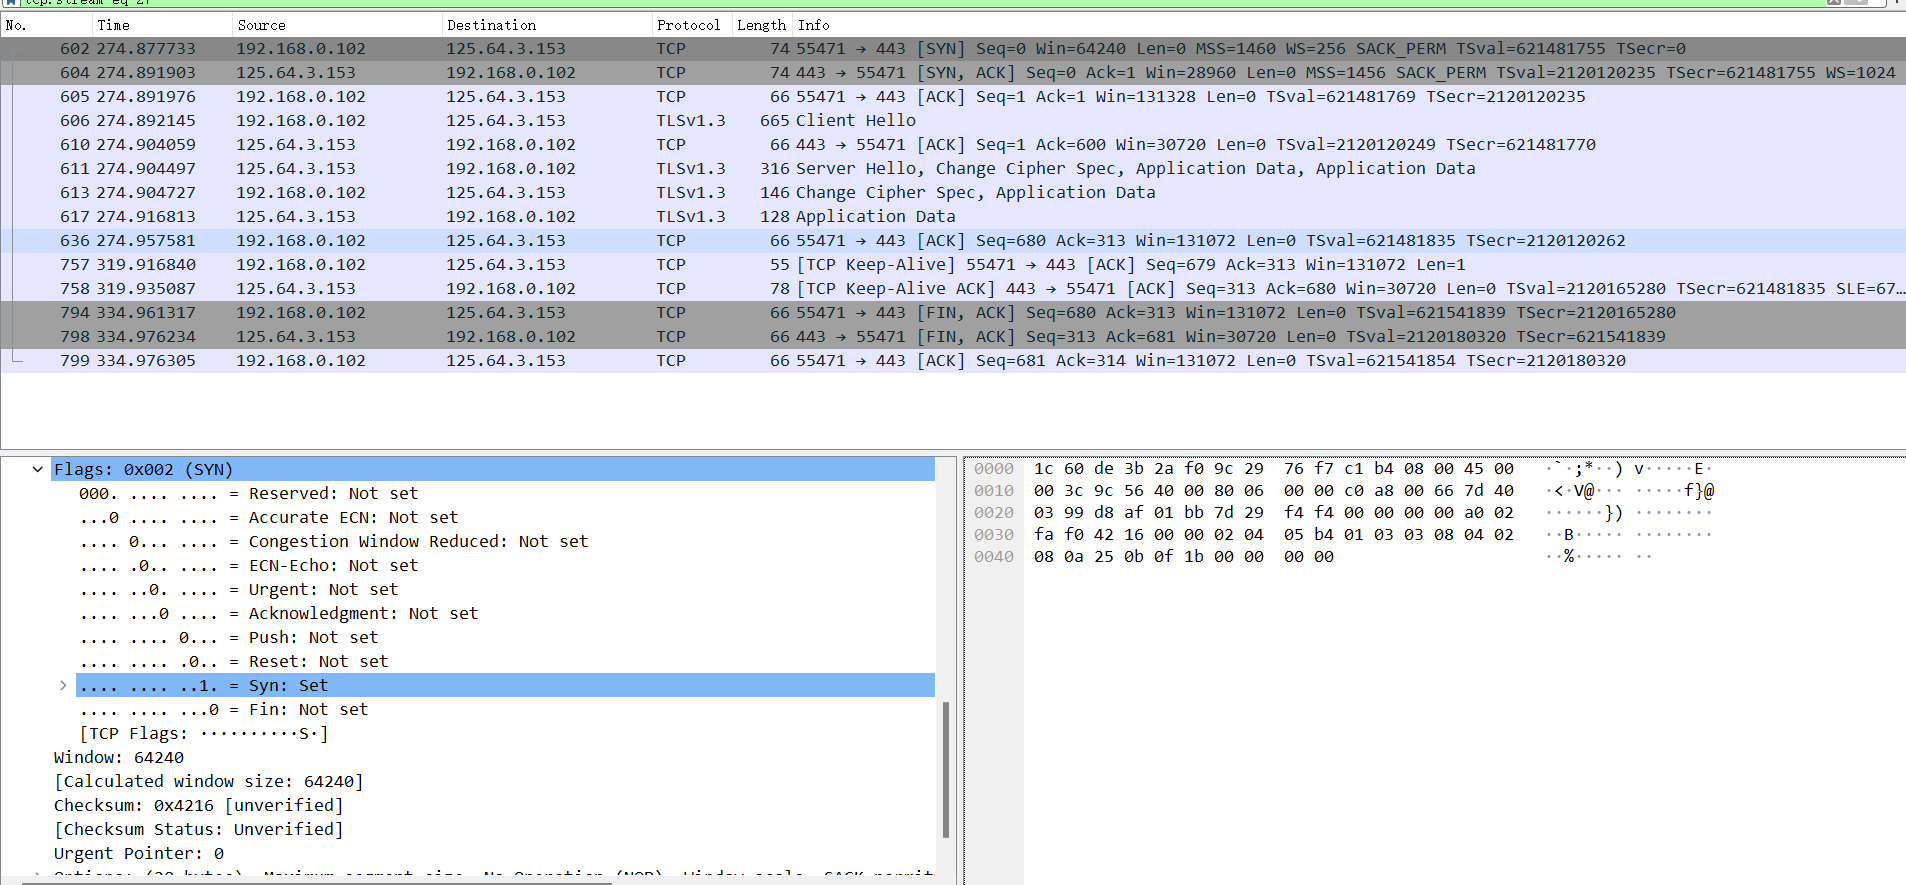 No. Time Source Destination Protocol Length Info
602 274.877733 192.168.0.102 125.64.3.153 TCP 74 55471 → 443 [SYN] Seq=0 Win=64240 Len=0 MSS=1460 WS=256 SACK_PERM TSval=621481755 TSecr=0
604 274.891903 125.64.3.153 192.168.0.102 TCP 74 443 → 55471 [SYN, ACK] Seq=0 Ack=1 Win=28960 Len=0 MSS=1456 SACK_PERM TSval=2120120235 TSecr=621481755 WS=1024
605 274.891976 192.168.0.102 125.64.3.153 TCP 66 55471 → 443 [ACK] Seq=1 Ack=1 Win=131328 Len=0 TSval=621481769 TSecr=2120120235
606 274.892145 192.168.0.102 125.64.3.153 TLSv1.3 665 Client Hello
610 274.904059 125.64.3.153 192.168.0.102 TCP 66 443 → 55471 [ACK] Seq=1 Ack=600 Win=30720 Len=0 TSval=2120120249 TSecr=621481770
611 274.904497 125.64.3.153 192.168.0.102 TLSv1.3 316 Server Hello, Change Cipher Spec, Application Data, Application Data
613 274.904727 192.168.0.102 125.64.3.153 TLSv1.3 146 Change Cipher Spec, Application Data
617 274.916813 125.64.3.153 192.168.0.102 TLSv1.3 128 Application Data
636 274.957581 192.168.0.102 125.64.3.153 TCP 66 55471 → 443 [ACK] Seq=680 Ack=313 Win=131072 Len=0 TSval=621481835 TSecr=2120120262
757 319.916840 192.168.0.102 125.64.3.153 TCP 55 [TCP Keep-Alive] 55471 → 443 [ACK] Seq=679 Ack=313 Win=131072 Len=1
758 319.935087 125.64.3.153 192.168.0.102 TCP 78 [TCP Keep-Alive ACK] 443 → 55471 [ACK] Seq=313 Ack=680 Win=30720 Len=0 TSval=2120165280 TSecr=621481835 SLE=67…
794 334.961317 192.168.0.102 125.64.3.153 TCP 66 55471 → 443 [FIN, ACK] Seq=680 Ack=313 Win=131072 Len=0 TSval=621541839 TSecr=2120165280
798 334.976234 125.64.3.153 192.168.0.102 TCP 66 443 → 55471 [FIN, ACK] Seq=313 Ack=681 Win=30720 Len=0 TSval=2120180320 TSecr=621541839
799 334.976305 192.168.0.102 125.64.3.153 TCP 66 55471 → 443 [ACK] Seq=681 Ack=314 Win=131072 Len=0 TSval=621541854 TSecr=2120180320
Flags: 0x002 (SYN)
000. .... .... = Reserved: Not set
...0 .... .... = Accurate ECN: Not set
.... 0... .... = Congestion Window Reduced: Not set
.... .0.. .... = ECN-Echo: Not set
.... ..0. .... = Urgent: Not set
.... ...0 .... = Acknowledgment: Not set
.... .... 0... = Push: Not set
.... .... .0.. = Reset: Not set
.... .... ..1. = Syn: Set
.... .... ...0 = Fin: Not set
[TCP Flags: ··········S·]
Window: 64240
[Calculated window size: 64240]
Checksum: 0x4216 [unverified]
[Checksum Status: Unverified]
Urgent Pointer: 0
0000 1c 60 de 3b 2a f0 9c 29 76 f7 c1 b4 08 00 45 00 ·`·;*··) v·····E·
0010 00 3c 9c 56 40 00 80 06 00 00 c0 a8 00 66 7d 40 ·<·V@··· ·····f}@
0020 03 99 d8 af 01 bb 7d 29 f4 f4 00 00 00 00 a0 02 ······}) ········
0030 fa f0 42 16 00 00 02 04 05 b4 01 03 03 08 04 02 ··B····· ········
0040 08 0a 25 0b 0f 1b 00 00 00 00 ··%····· ··